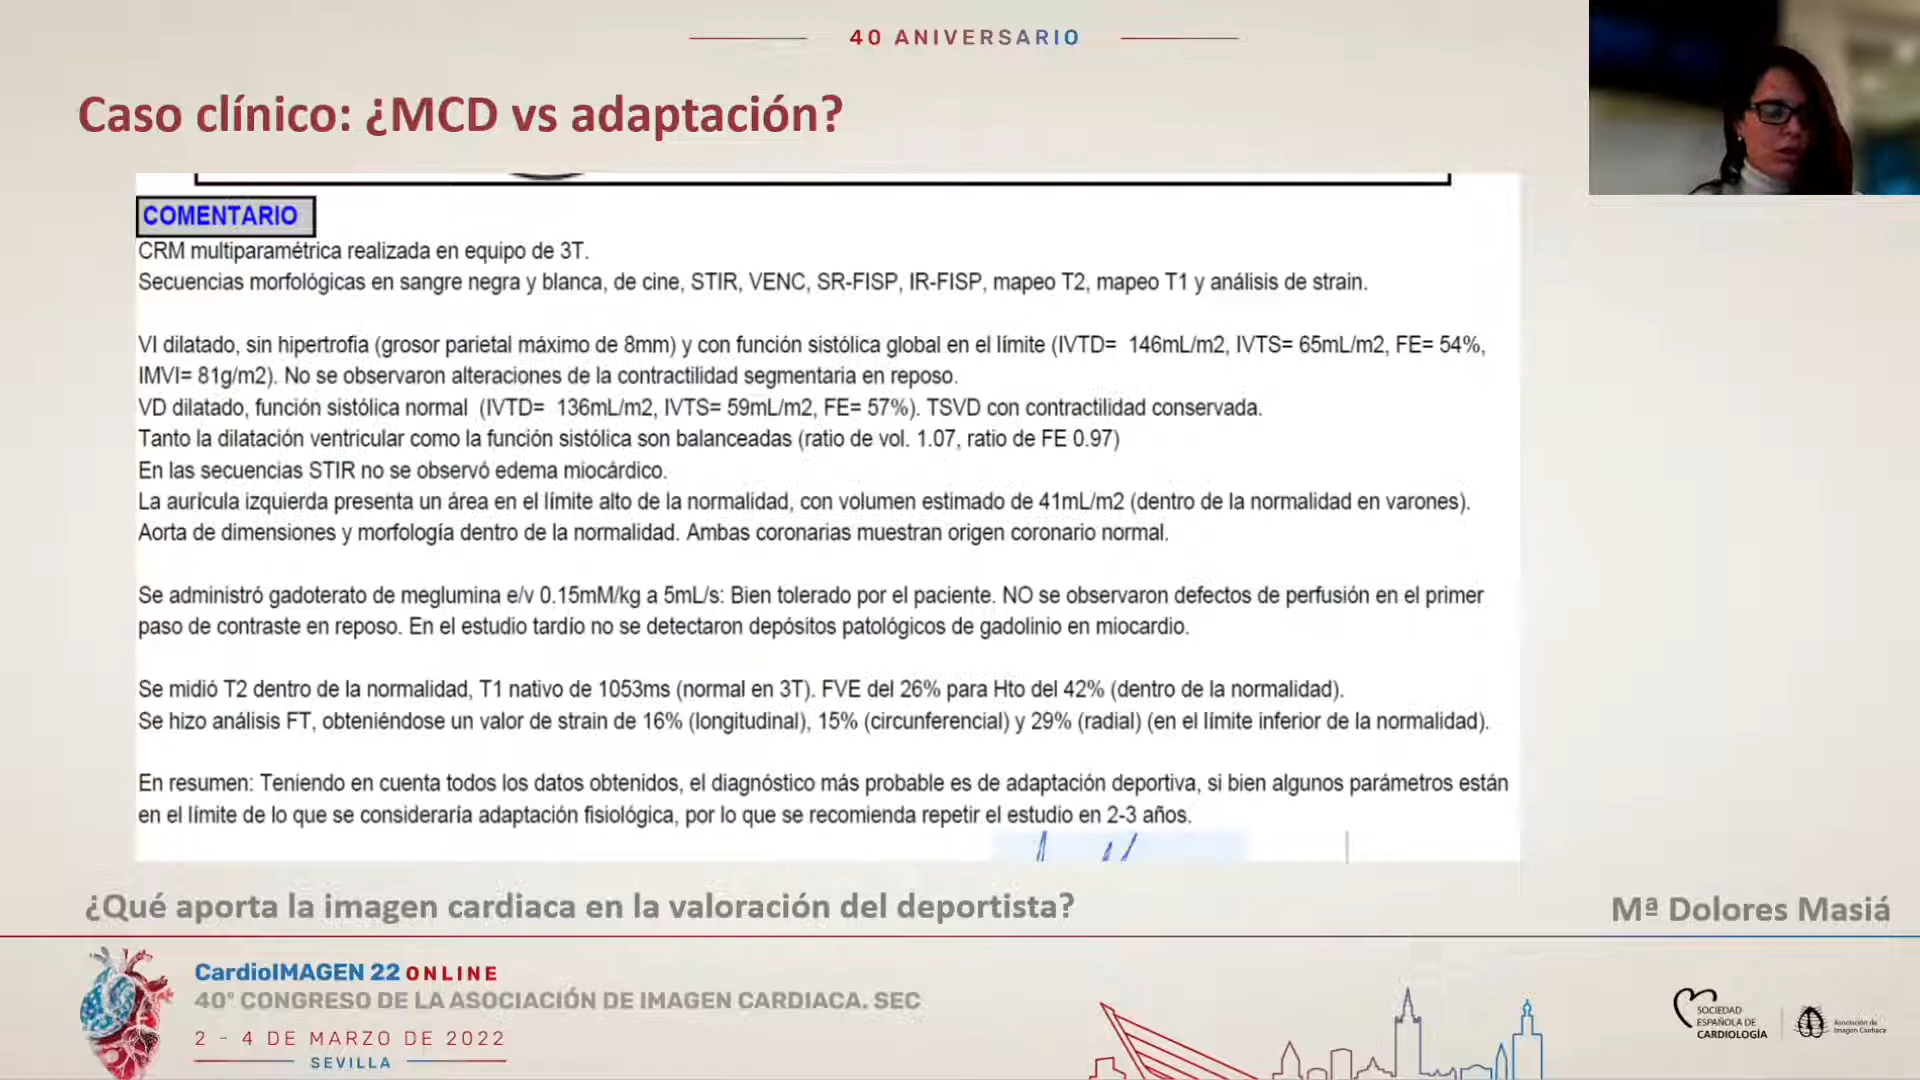 40 ANIVERSARIO
Caso clínico: ¿MCD vs adaptación?
COMENTARIO
CRM multiparamétrica realizada en equipo de 3T.
Secuencias morfológicas en sangre negra y blanca, de cine, STIR, VENC, SR-FISP, IR-FISP, mapeo T2, mapeo T1 y análisis de strain.
VI dilatado, sin hipertrofia (grosor parietal máximo de 8mm) y con función sistólica global en el límite (IVTD= 146mL/m2, IVTS= 65mL/m2, FE= 54%,
IMVI= 81g/m2). No se observaron alteraciones de la contractilidad segmentaria en reposo.
VD dilatado, función sistólica normal (IVTD= 136mL/m2, IVTS= 59mL/m2, FE= 57%). TSVD con contractilidad conservada.
Tanto la dilatación ventricular como la función sistólica son balanceadas (ratio de vol. 1.07, ratio de FE 0.97)
En las secuencias STIR no se observó edema miocárdico.
La aurícula izquierda presenta un área en el límite alto de la normalidad, con volumen estimado de 41mL/m2 (dentro de la normalidad en varones).
Aorta de dimensiones y morfología dentro de la normalidad. Ambas coronarias muestran origen coronario normal.
Se administró gadoterato de meglumina e/v 0.15mM/kg a 5mL/s: Bien tolerado por el paciente. NO se observaron defectos de perfusión en el primer
paso de contraste en reposo. En el estudio tardío no se detectaron depósitos patológicos de gadolinio en miocardio.
Se midió T2 dentro de la normalidad, T1 nativo de 1053ms (normal en 3T). FVE del 26% para Hto del 42% (dentro de la normalidad).
Se hizo análisis FT, obteniéndose un valor de strain de 16% (longitudinal), 15% (circunferencial) y 29% (radial) (en el límite inferior de la normalidad).
En resumen: Teniendo en cuenta todos los datos obtenidos, el diagnóstico más probable es de adaptación deportiva, si bien algunos parámetros están
en el límite de lo que se consideraría adaptación fisiológica, por lo que se recomienda repetir el estudio en 2-3 años.
¿Qué aporta la imagen cardiaca en la valoración del deportista?
Mª Dolores Masiá
CardioIMAGEN 22 ONLINE
40º CONGRESO DE LA ASOCIACIÓN DE IMAGEN CARDIACA. SEC
2 - 4 DE MARZO DE 2022
SEVILLA
SOCIEDAD
ESPAÑOLA DE
CARDIOLOGÍA
Asociación de
Imagen Cardiaca